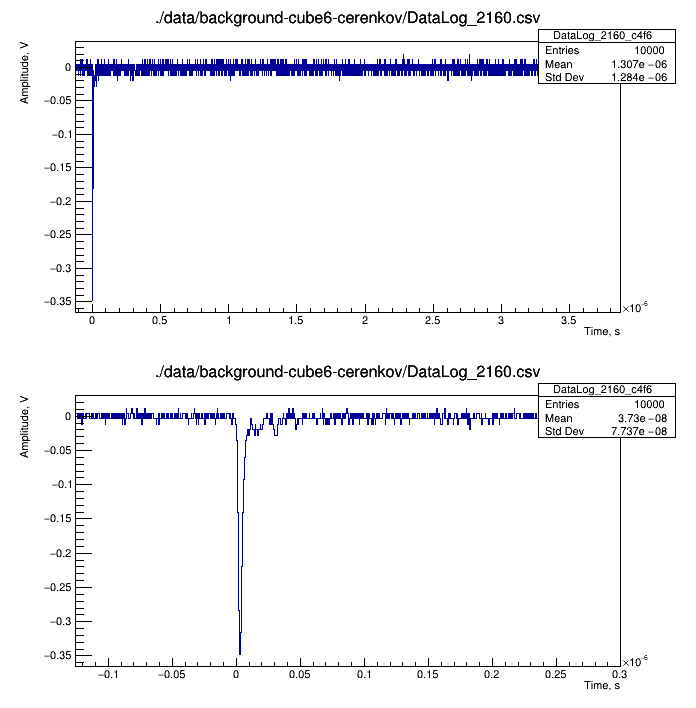 ./data/background-cube6-cerenkov/DataLog_2160.csv
DataLog_2160_c4f6
Entries 10000
Mean 1.307e−06
Std Dev 1.284e−06
Amplitude, V
0
−0.05
−0.1
−0.15
−0.2
−0.25
−0.3
−0.35
0 0.5 1 1.5 2 2.5 3 3.5
×10-6
Time, s
./data/background-cube6-cerenkov/DataLog_2160.csv
DataLog_2160_c4f6
Entries 10000
Mean 3.73e−08
Std Dev 7.737e−08
Amplitude, V
0
−0.05
−0.1
−0.15
−0.2
−0.25
−0.3
−0.35
−0.1 −0.05 0 0.05 0.1 0.15 0.2 0.25 0.3
×10-6
Time, s